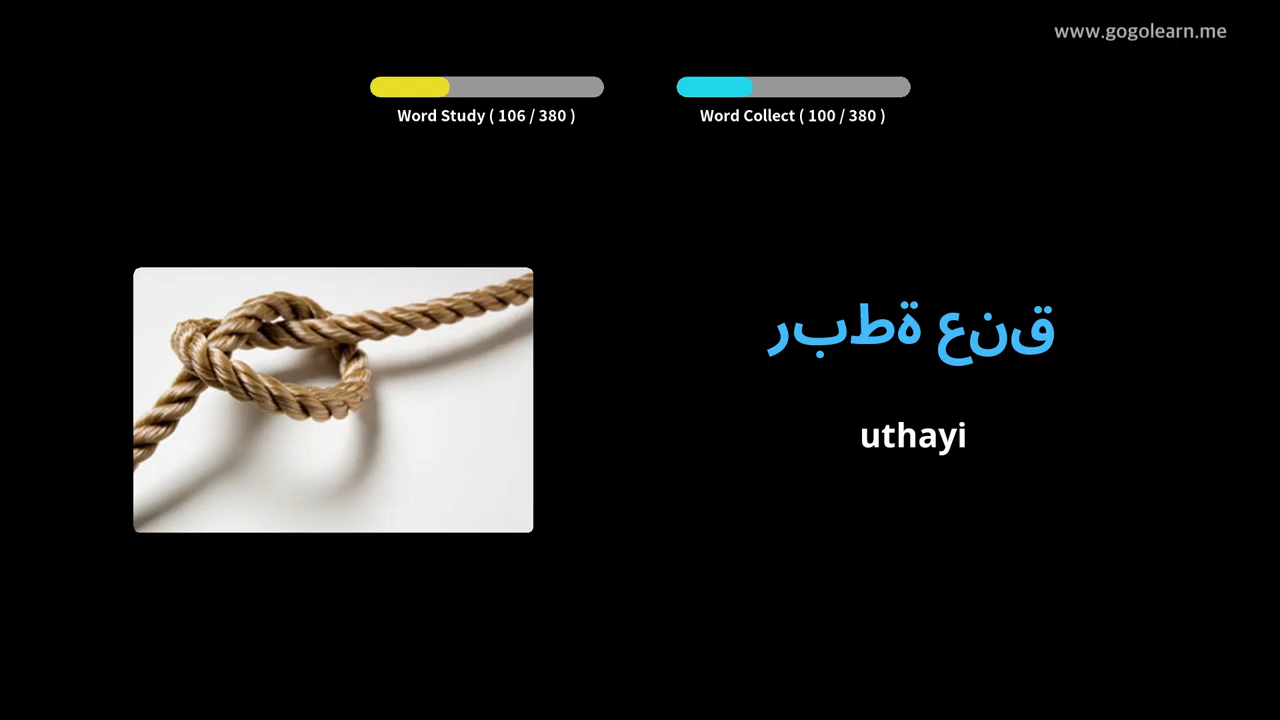 www.gogolearn.me
Word Study ( 106 / 380 )
Word Collect ( 100 / 380 )
ربطة عنق
uthayi